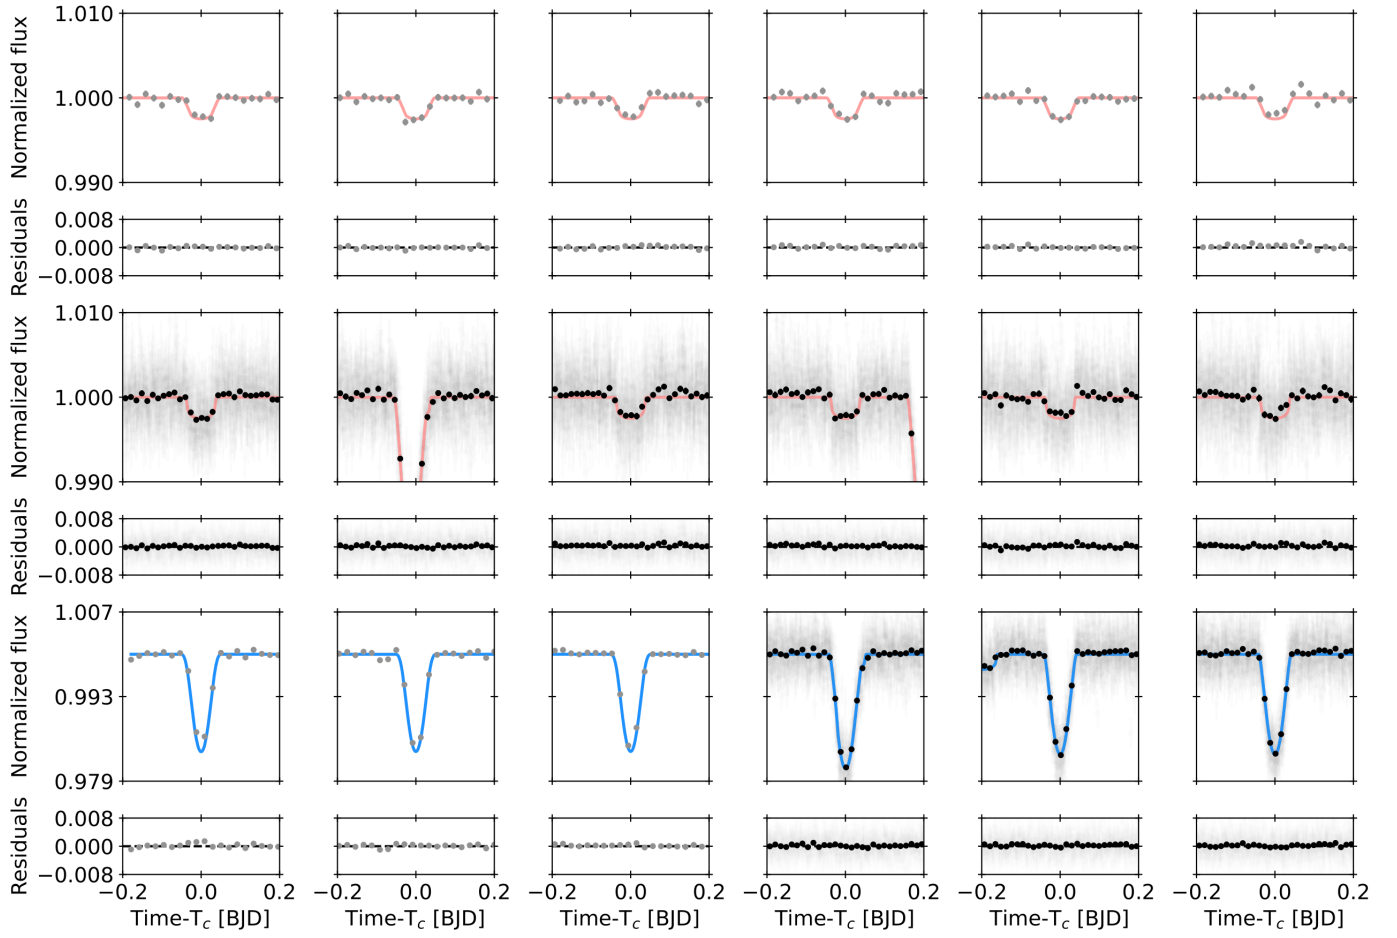 Normalized flux
1.010
1.000
0.990
Residuals
0.008
0.000
−0.008
Normalized flux
1.010
1.000
0.990
Residuals
0.008
0.000
−0.008
Normalized flux
1.007
0.993
0.979
Residuals
0.008
0.000
−0.008
−0.2 0.0 0.2 −0.2 0.0 0.2 −0.2 0.0 0.2 −0.2 0.0 0.2 −0.2 0.0 0.2 −0.2 0.0 0.2
Time-Tc [BJD] Time-Tc [BJD] Time-Tc [BJD] Time-Tc [BJD] Time-Tc [BJD] Time-Tc [BJD]